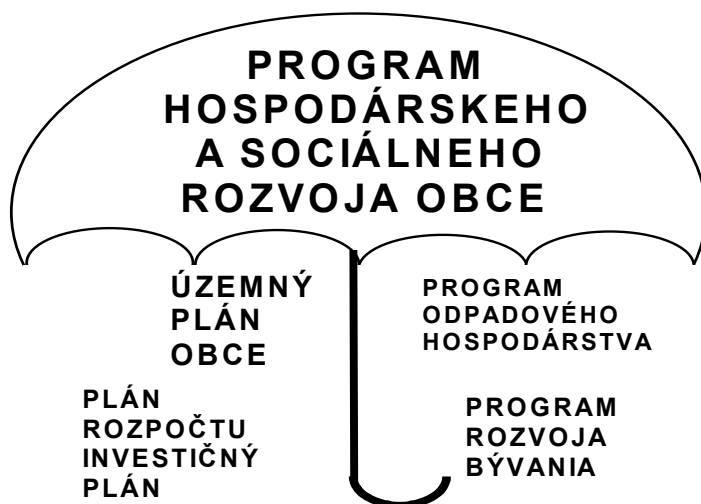 PROGRAM
HOSPODÁRSKEHO
A SOCIÁLNEHO
ROZVOJA OBCE
ÚZEMNÝ
PLÁN
OBCE
PROGRAM
ODPADOVÉHO
HOSPODÁRSTVA
PLÁN
ROZPOČTU
INVESTIČNÝ
PLÁN
PROGRAM
ROZVOJA
BÝVANIA